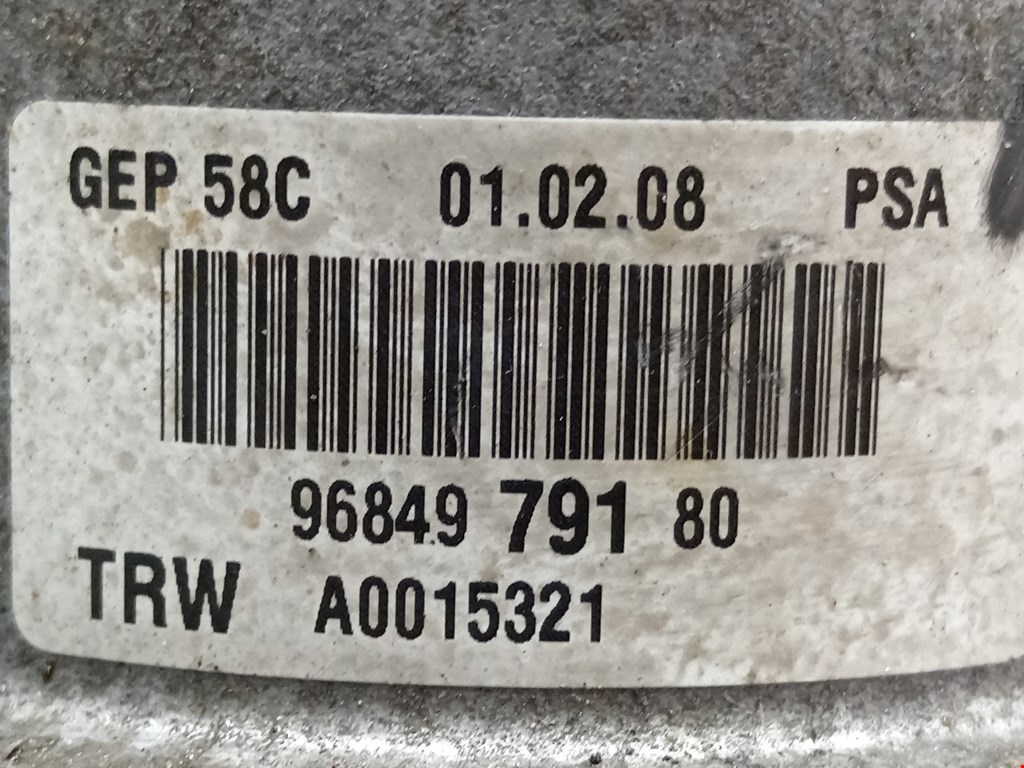 GEP 58C 01.02.08 PSA
96849 791 80
TRW A0015321